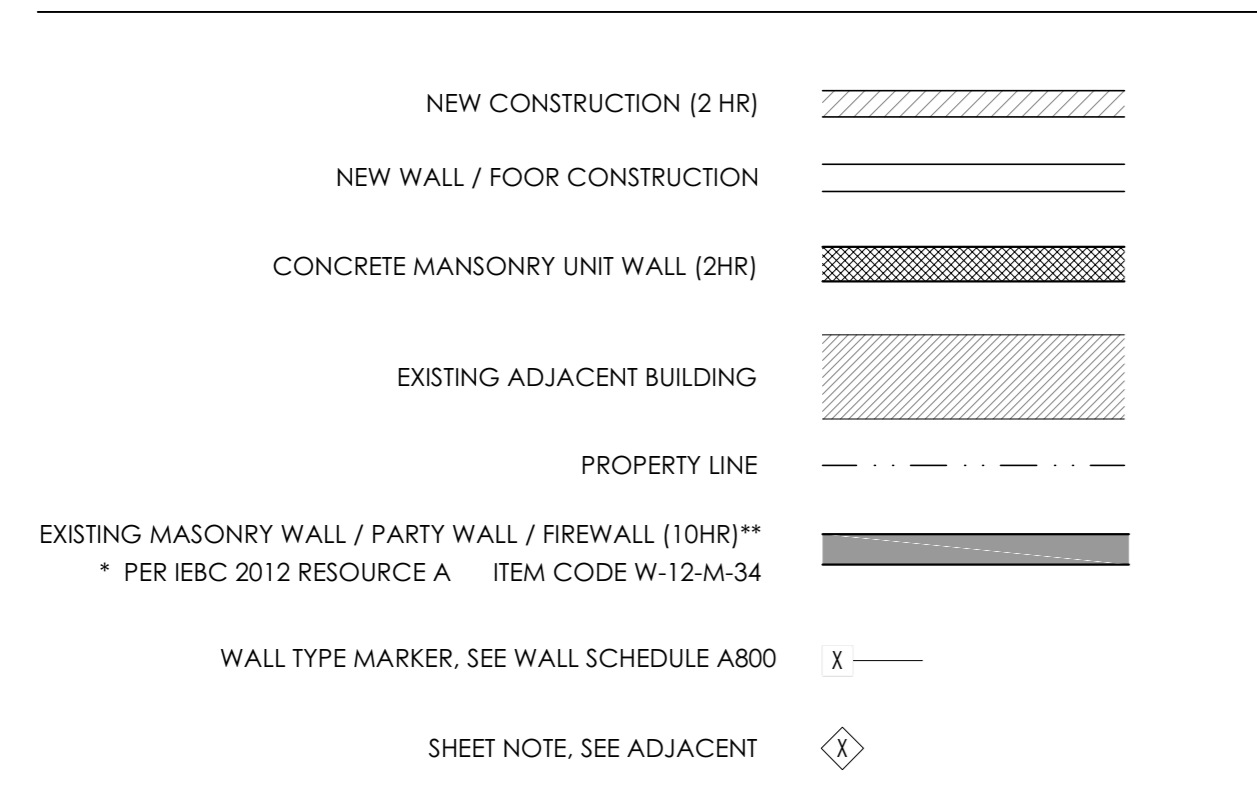 NEW CONSTRUCTION (2 HR)
NEW WALL / FOOR CONSTRUCTION
CONCRETE MANSONRY UNIT WALL (2HR)
EXISTING ADJACENT BUILDING
PROPERTY LINE
EXISTING MASONRY WALL / PARTY WALL / FIREWALL (10HR)**
* PER IEBC 2012 RESOURCE A ITEM CODE W-12-M-34
WALL TYPE MARKER, SEE WALL SCHEDULE A800 X
SHEET NOTE, SEE ADJACENT X